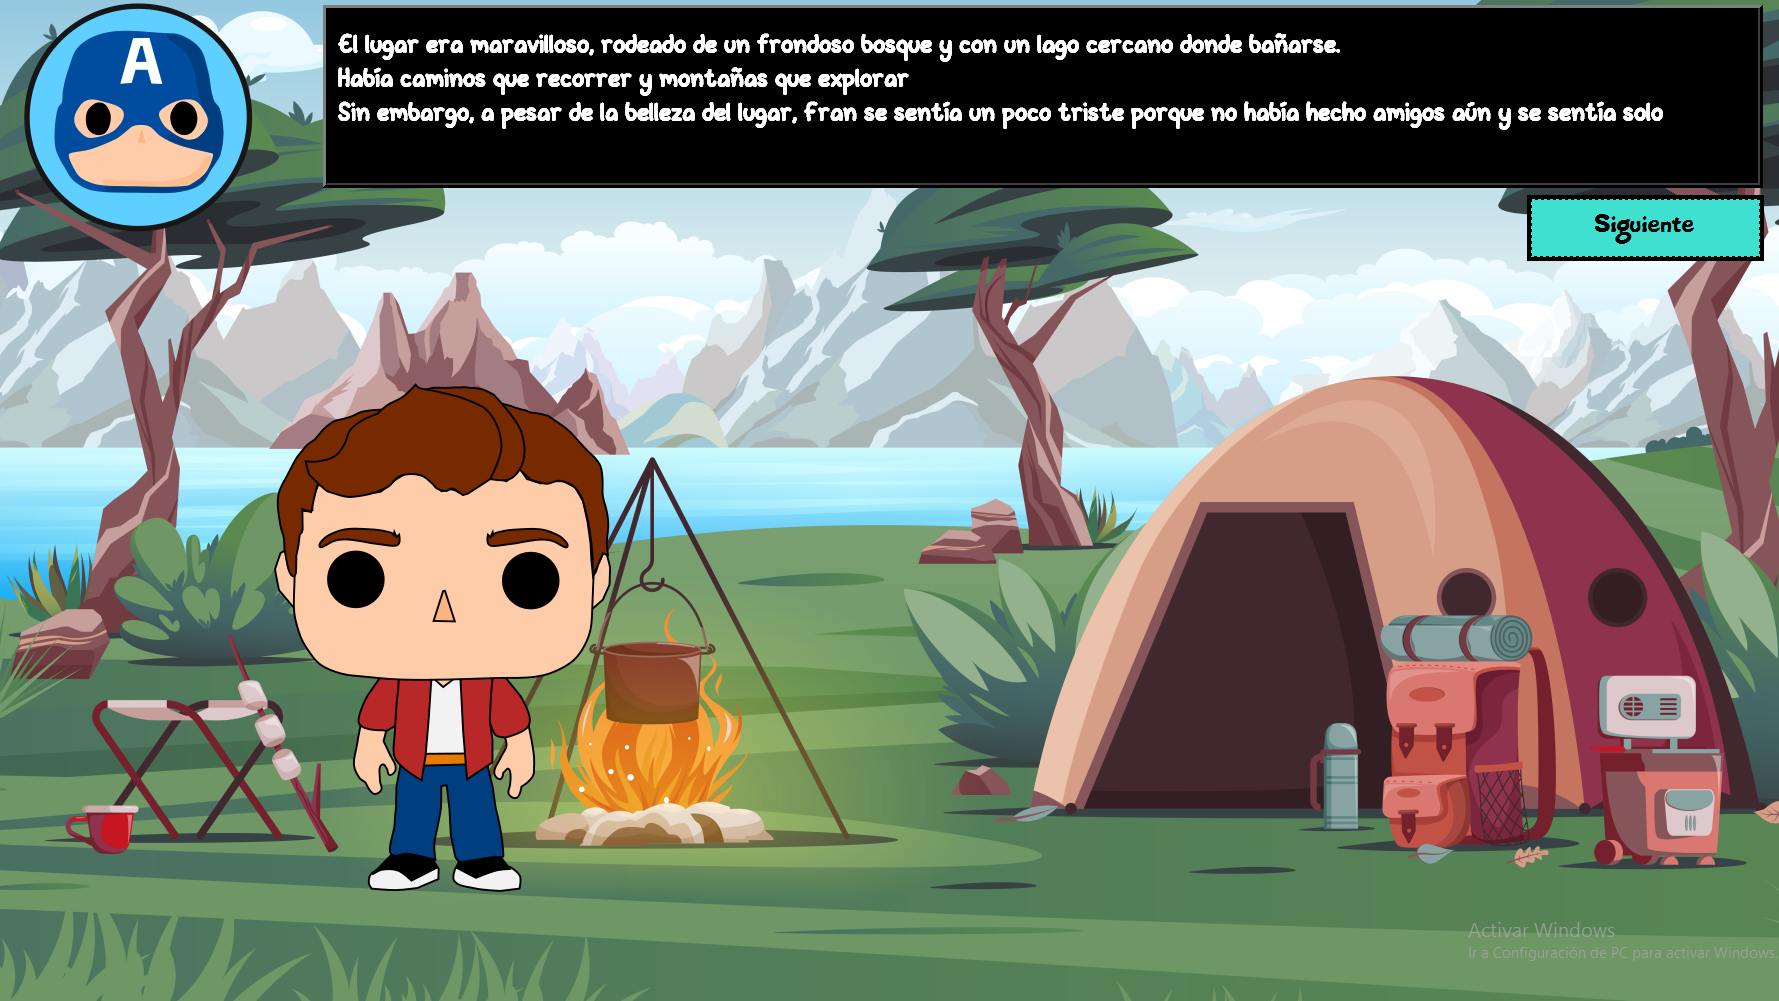 A
El lugar era maravilloso, rodeado de un frondoso bosque y con un lago cercano donde bañarse.
Había caminos que recorrer y montañas que explorar
Sin embargo, a pesar de la belleza del lugar, fran se sentía un poco triste porque no había hecho amigos aún y se sentía solo
Siguiente
Activar Windows
Ir a Configuración de PC para activar Windows.